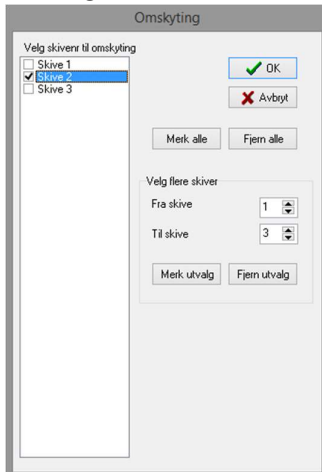 Omskyting
Velg skivenr til omskyting
Skive 1
Skive 2
Skive 3
OK
Avbryt
Merk alle
Fjern alle
Velg flere skiver
Fra skive
1
Til skive
3
Merk utvalg
Fjern utvalg